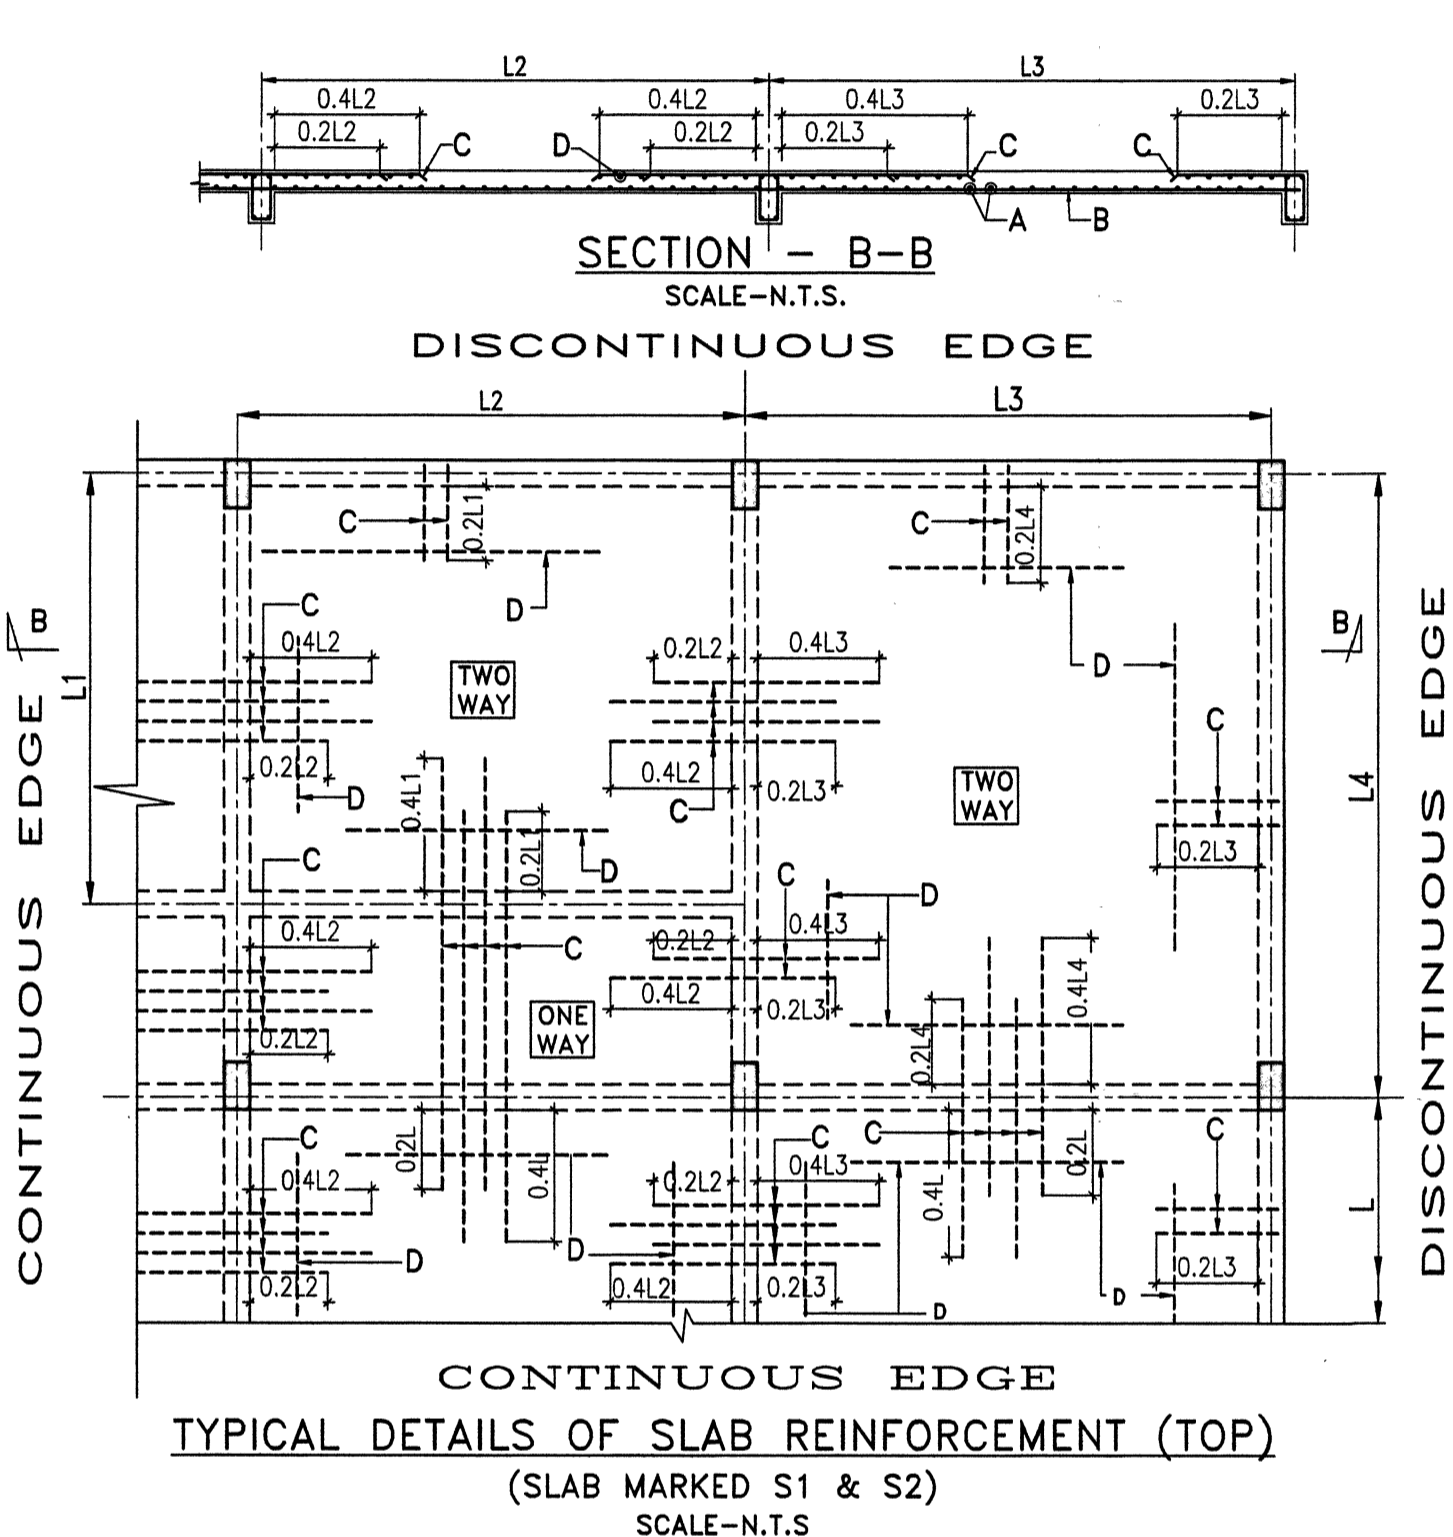 L2 L3
0.4L2 0.4L2 0.4L3 0.2L3
0.2L2 0.2L2 0.2L3
C D C C
A B
SECTION - B-B
SCALE-N.T.S.
DISCONTINUOUS EDGE
L2 L3
C 0.2L1 C 0.2L4
D
C
B B
0.4L2 0.2L2 0.4L3
D
L1
TWO
WAY
C
0.2L2 0.4L2 0.2L3
TWO
WAY
L4
D 0.4L1 C
0.2L1
0.2L3
C D C D
0.4L2 0.2L2 0.4L3
C
0.4L2 0.2L3 0.4L4
ONE
WAY
0.2L2 0.2L4
C 0.2L 0.4L C C 0.2L C
0.4L2 0.2L2 0.4L3 0.4L
L
D D
0.2L2 0.4L2 0.2L3 0.2L3
D D
CONTINUOUS EDGE
DISCONTINUOUS EDGE
CONTINUOUS EDGE
TYPICAL DETAILS OF SLAB REINFORCEMENT (TOP)
(SLAB MARKED S1 & S2)
SCALE-N.T.S